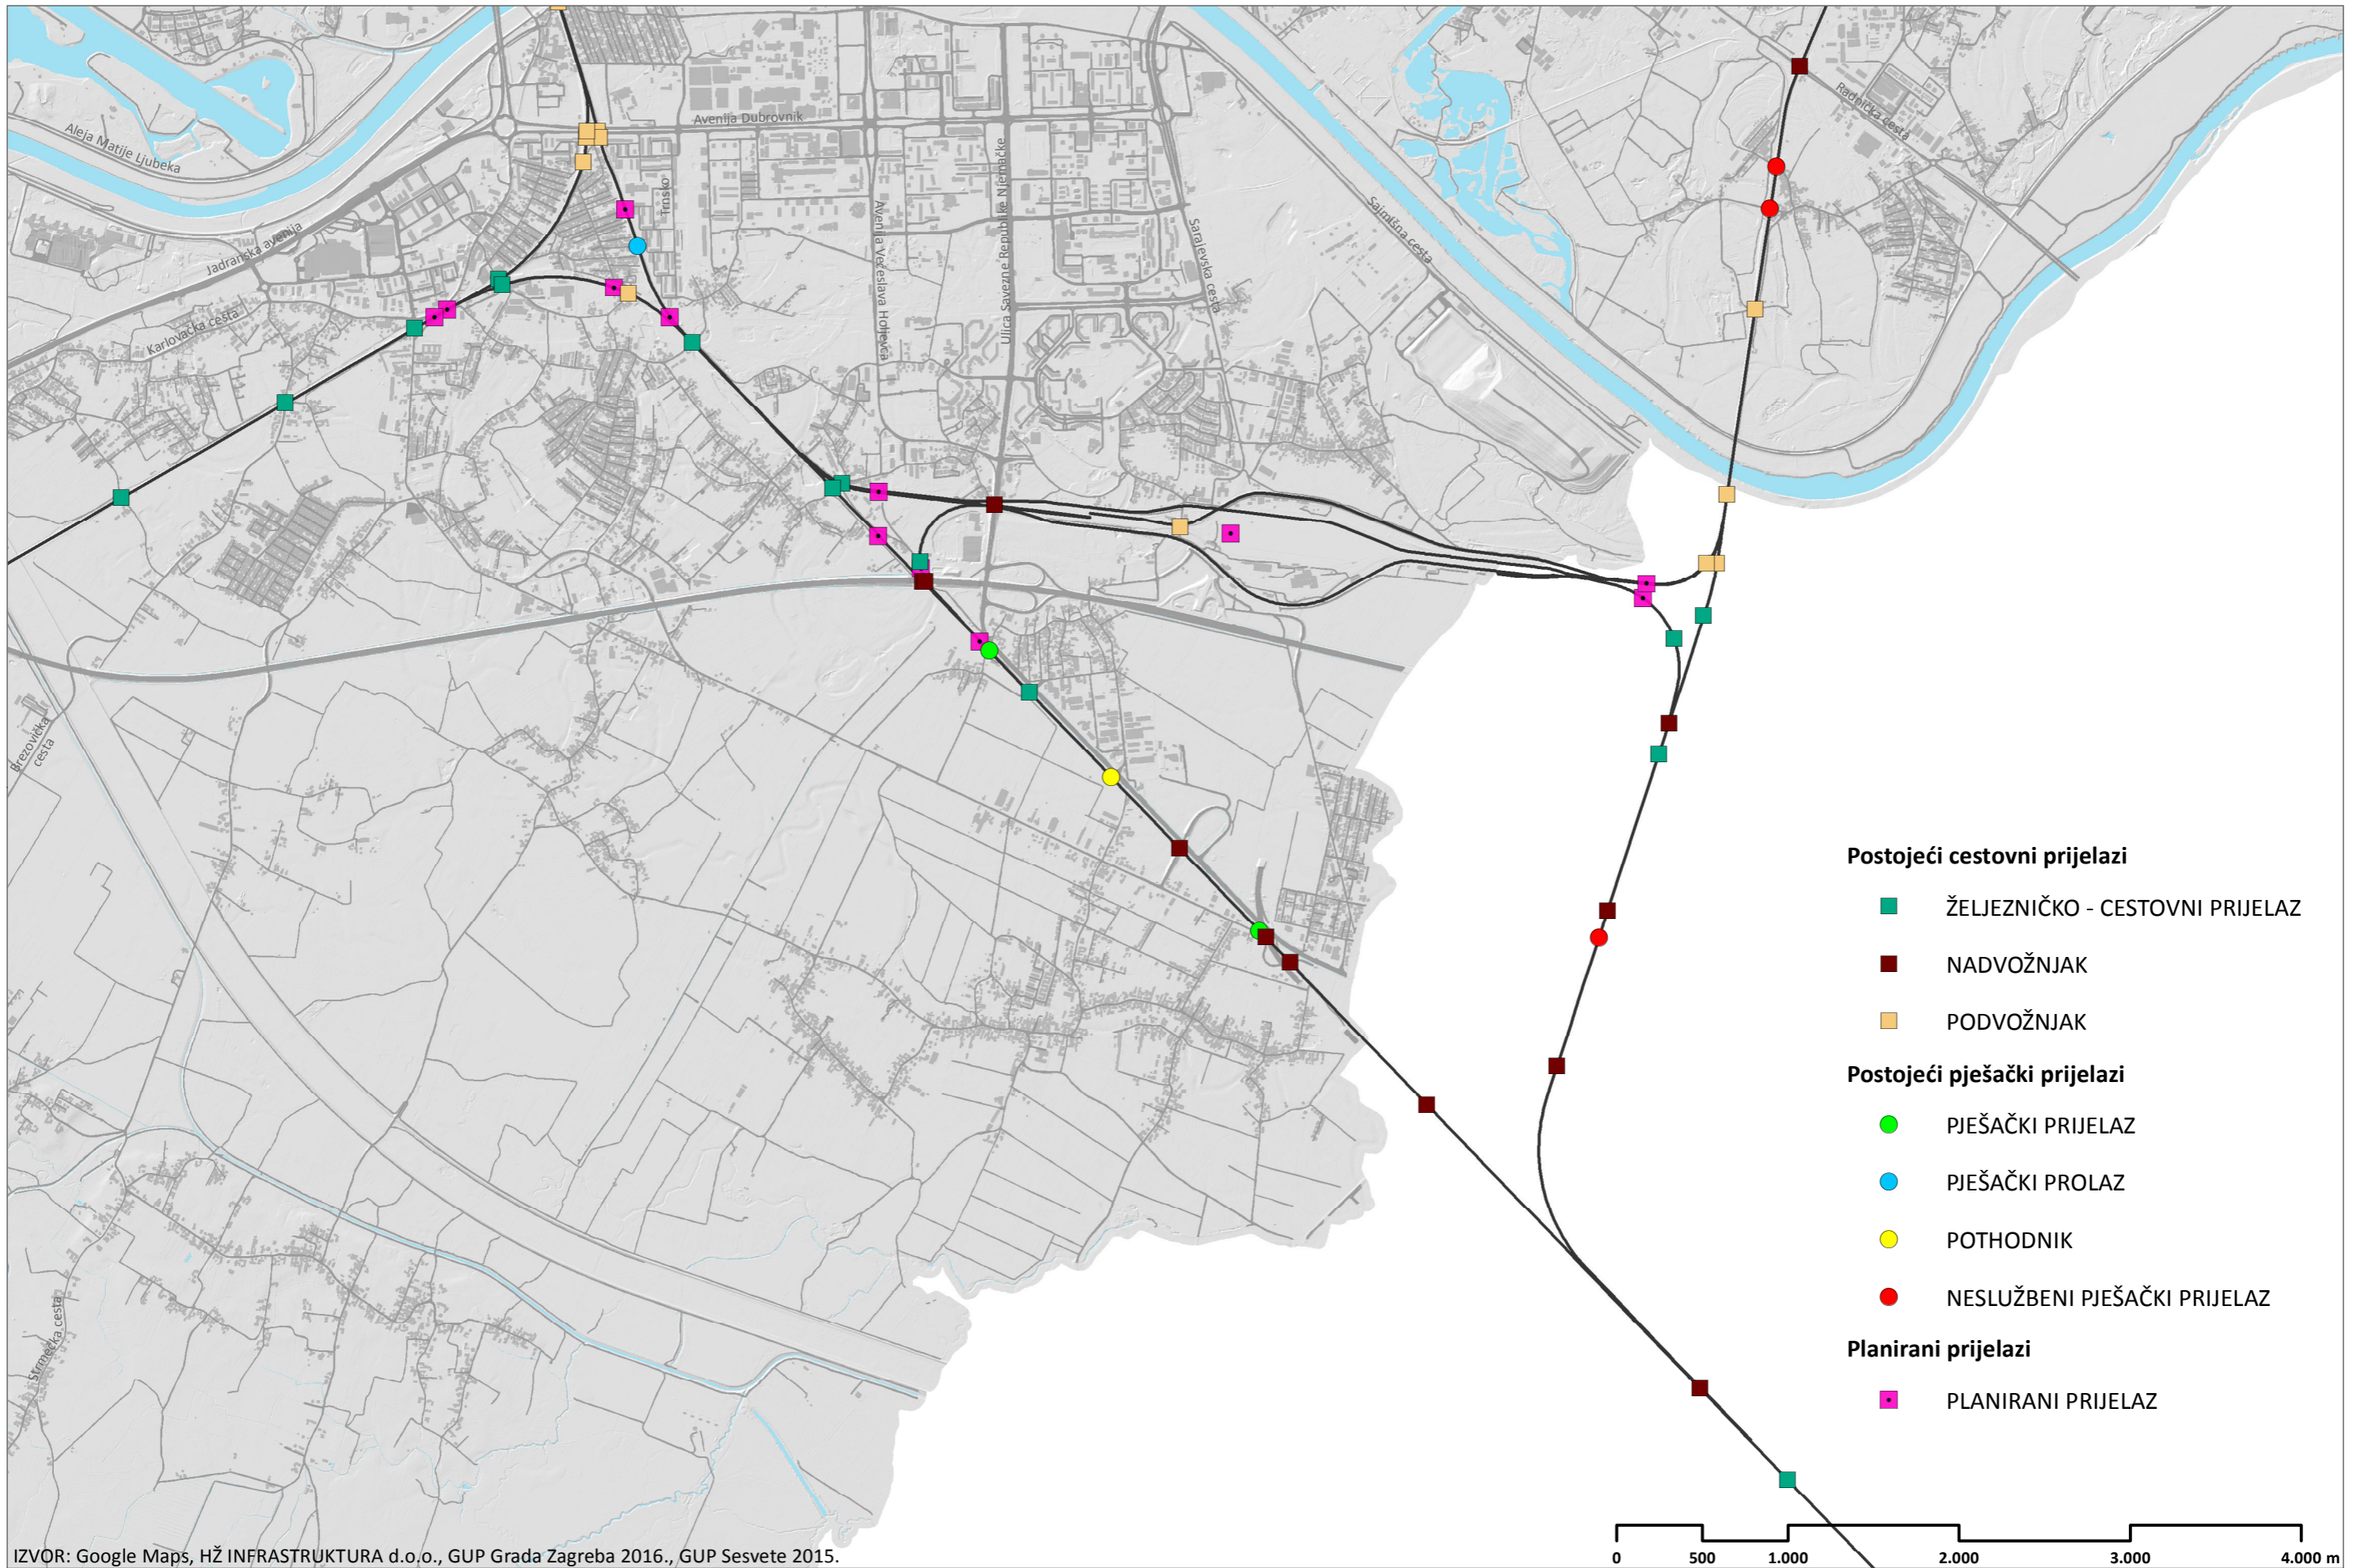 Aleja Matije Ljubeka
Avenija Dubrovnik
Radnička cesta
Trnsko
Avenija Većeslava Holjevca
Ulica Savezne Republike Njemačke
Sarajevska cesta
Sajmišna cesta
Jadranska avenija
Karlovačka cesta
Brezovička
cesta
Strmečka cesta
Postojeći cestovni prijelazi
ŽELJEZNIČKO - CESTOVNI PRIJELAZ
NADVOŽNJAK
PODVOŽNJAK
Postojeći pješački prijelazi
PJEŠAČKI PRIJELAZ
PJEŠAČKI PROLAZ
POTHODNIK
NESLUŽBENI PJEŠAČKI PRIJELAZ
Planirani prijelazi
PLANIRANI PRIJELAZ
IZVOR: Google Maps, HŽ INFRASTRUKTURA d.o.o., GUP Grada Zagreba 2016., GUP Sesvete 2015.
0 500 1.000 2.000 3.000 4.000 m